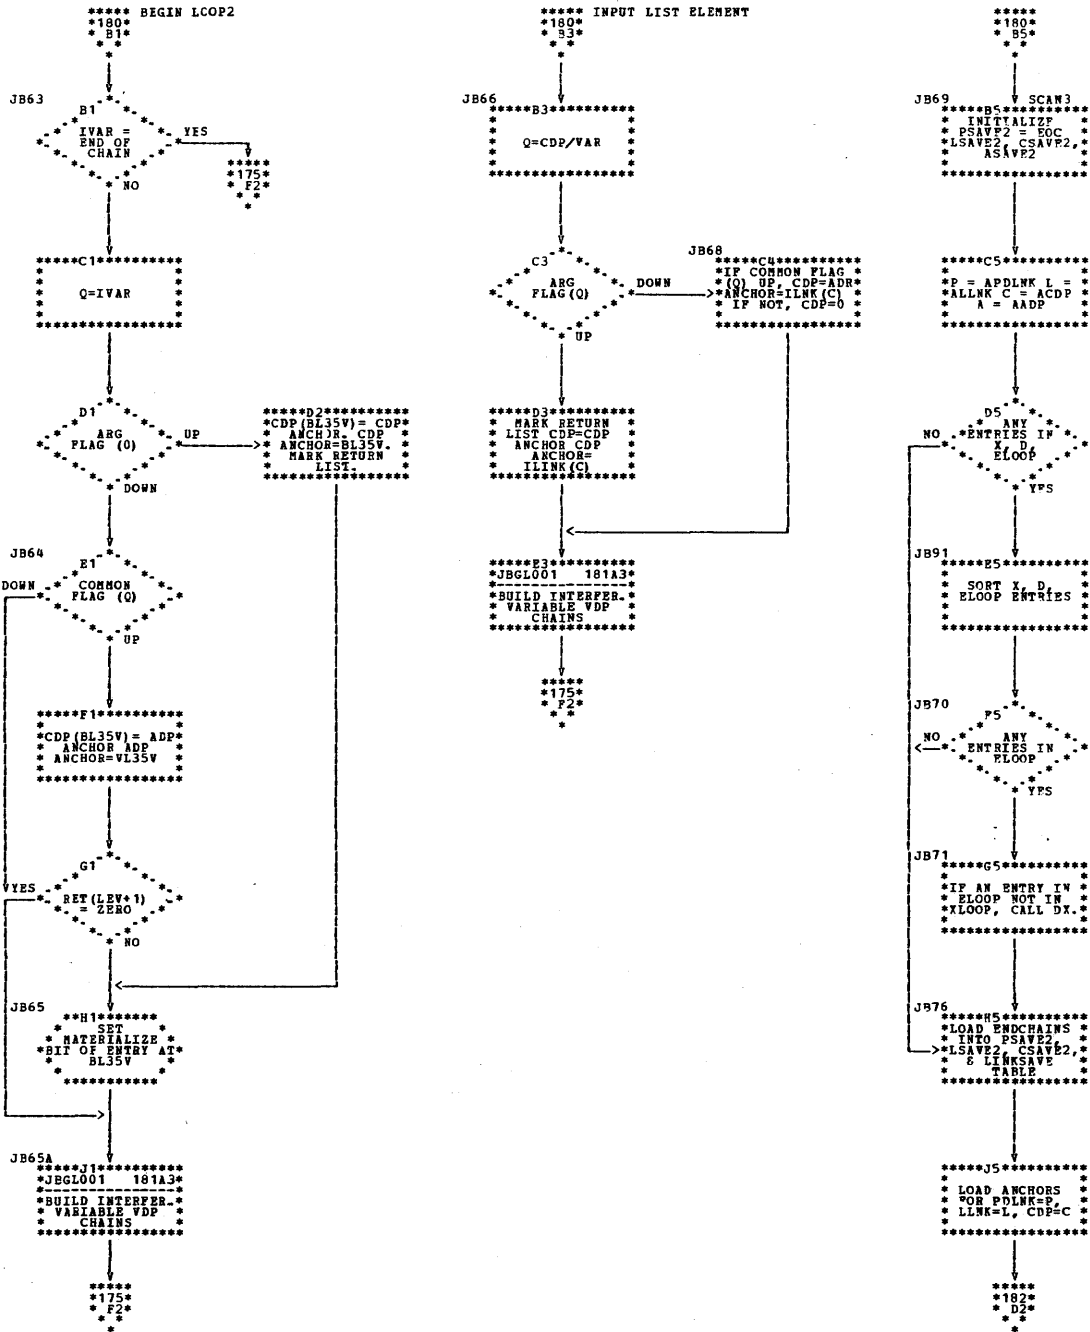 BEGIN LCOP2
180
B1
JB63
B1
IVAR =
END OF
CHAIN
YES
175
F2
NO
C1
Q=IVAR
D1
ARG
FLAG (0)
UP
DOWN
D2
CDP(BL35V)= CDP
ANCHOR. CDP
ANCHOR=BL35V.
MARK RETURN
LIST.
JB64
E1
COMMON
FLAG (Q)
DOWN
UP
F1
CDP(BL35V)= ADP
ANCHOR ADP
ANCHOR=VL35V
G1
RET(LEV+1)
= ZERO
YES
NO
JB65
H1
SET
MATERIALIZE
BIT OF ENTRY AT
BL35V
JB65A
J1
JBGL001 181A3
BUILD INTERFER.
VARIABLE VDP
CHAINS
175
F2
INPUT LIST ELEMENT
180
B3
JB66
B3
Q=CDP/VAR
C3
ARG
FLAG(Q)
DOWN
UP
JB68
C4
IF COMMON FLAG
(Q) UP, CDP=ADR
ANCHOR=ILNK(C)
IF NOT, CDP=0
D3
MARK RETURN
LIST CDP=CDP
ANCHOR CDP
ANCHOR=
ILINK(C)
E3
JBGL001 181A3
BUILD INTERFER.
VARIABLE VDP
CHAINS
175
F2
180
B5
JB69
SCAN3
B5
INITIALIZE
PSAVE2 = EOC
LSAVE2, CSAVE2,
ASAVE2
C5
P = APDLNK L =
ALLNK C = ACDP
A = AADP
D5
ANY
ENTRIES IN
X, D,
ELOOP
NO
YES
JB91
E5
SORT X, D,
ELOOP ENTRIES
JB70
F5
ANY
ENTRIES IN
ELOOP
NO
YES
JB71
G5
IF AN ENTRY IN
ELOOP NOT IN
XLOOP, CALL DX.
JB76
H5
LOAD ENDCHAINS
INTO PSAVE2,
LSAVE2, CSAVE2,
& LINKSAVE
TABLE
J5
LOAD ANCHORS
FOR PDLNK=P,
LLNK=L, CDP=C
182
D2